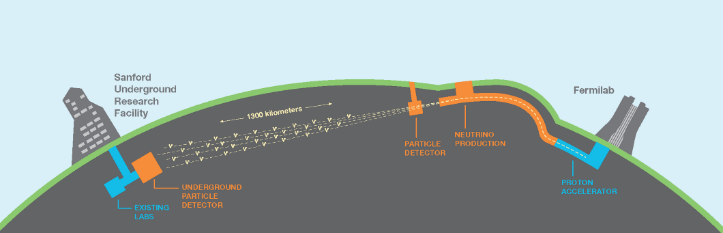 Sanford
Underground
Research
Facility
Fermilab
1300 kilometers
PARTICLE
DETECTOR
NEUTRINO
PRODUCTION
UNDERGROUND
PARTICLE
DETECTOR
EXISTING
LABS
PROTON
ACCELERATOR